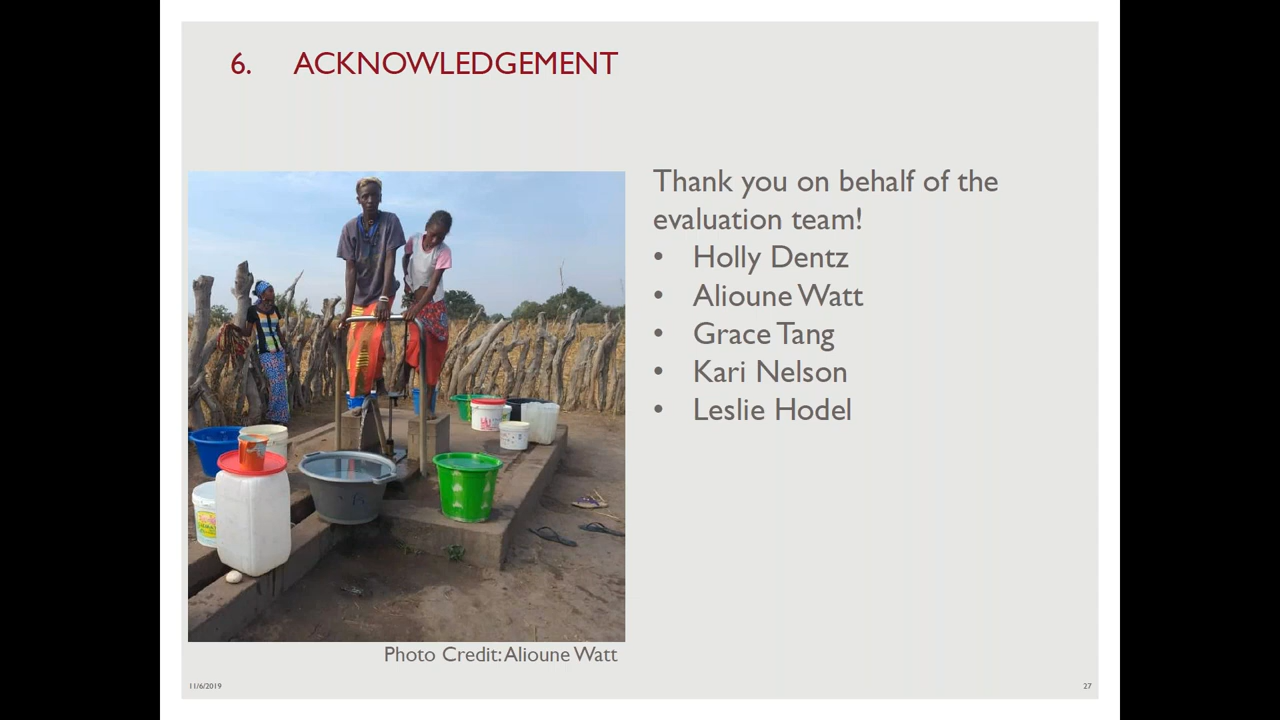 6. ACKNOWLEDGEMENT
Thank you on behalf of the
evaluation team!
• Holly Dentz
• Alioune Watt
• Grace Tang
• Kari Nelson
• Leslie Hodel
Photo Credit: Alioune Watt
11/6/2019
27